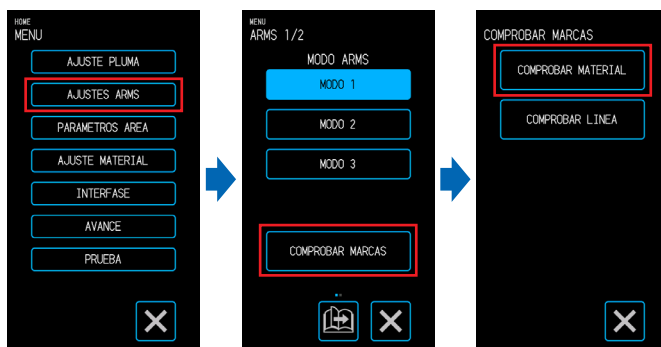 HOME
MENU
AJUSTE PLUMA
AJUSTES ARMS
PARAMETROS AREA
AJUSTE MATERIAL
INTERFASE
AVANCE
PRUEBA
MENU
ARMS 1/2
MODO ARMS
MODO 1
MODO 2
MODO 3
COMPROBAR MARCAS
COMPROBAR MARCAS
COMPROBAR MATERIAL
COMPROBAR LINEA